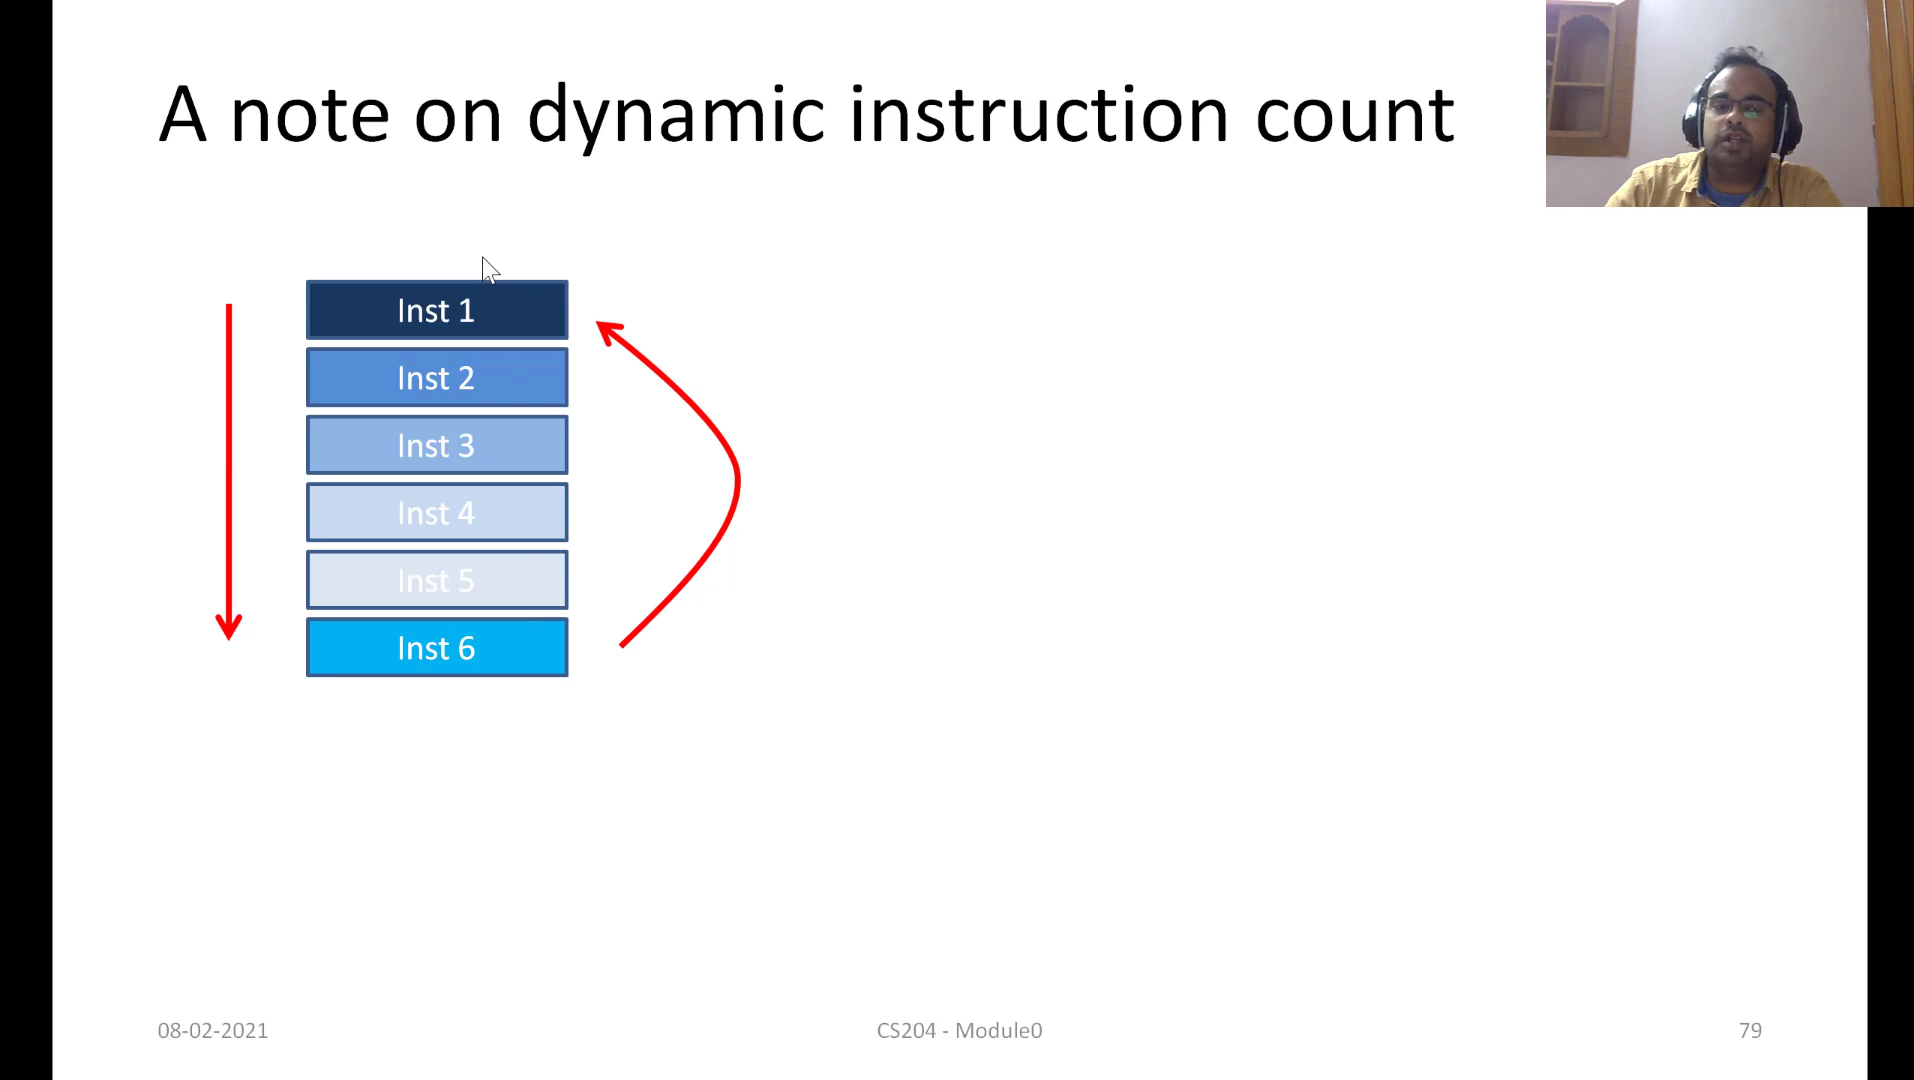 A note on dynamic instruction count
Inst 1
Inst 2
Inst 3
Inst 4
Inst 5
Inst 6
08-02-2021
CS204 - Module0
79